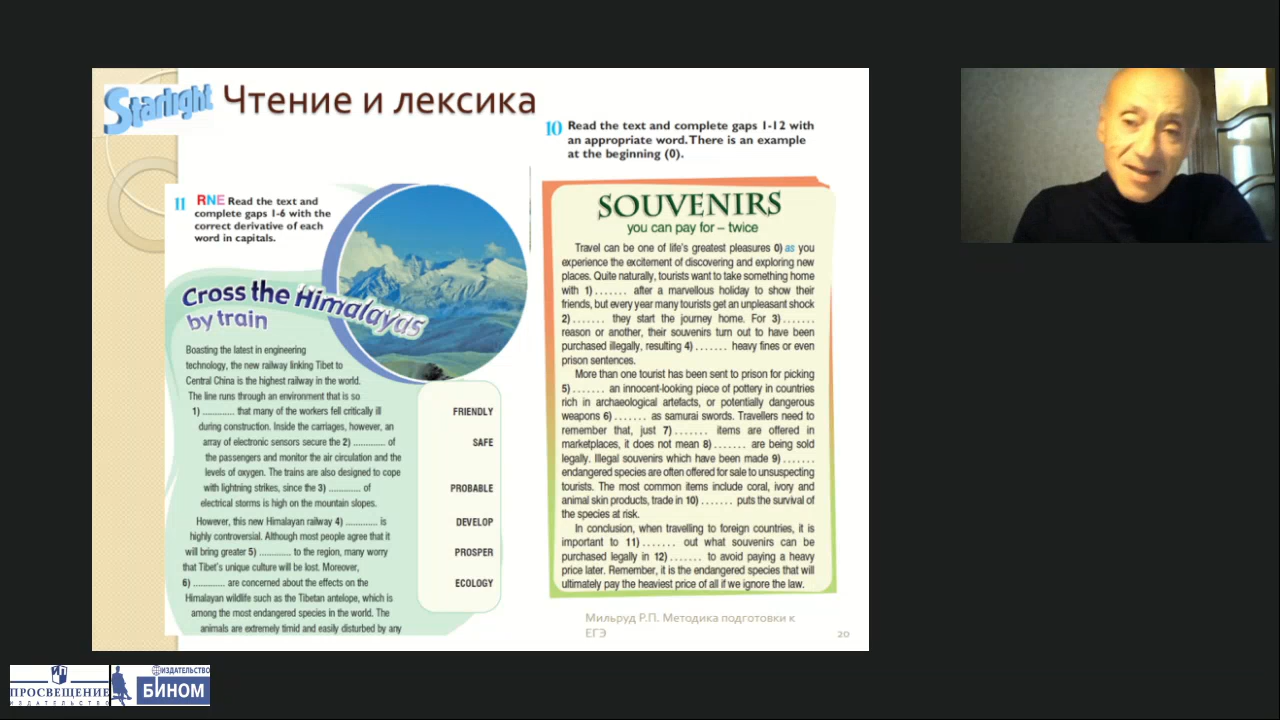 Starlight
Чтение и лексика
11 RNE Read the text and
complete gaps 1-6 with the
correct derivative of each
word in capitals.
Cross the Himalayas
by train
Boasting the latest in engineering
technology, the new railway linking Tibet to
Central China is the highest railway in the world.
The line runs through an environment that is so
1) ............. that many of the workers fell critically ill
during construction. Inside the carriages, however, an
array of electronic sensors secure the 2) ............. of
the passengers and monitor the air circulation and the
levels of oxygen. The trains are also designed to cope
with lightning strikes, since the 3) ............. of
electrical storms is high on the mountain slopes.
However, this new Himalayan railway 4) ............. is
highly controversial. Although most people agree that it
will bring greater 5) ............. to the region, many worry
that Tibet's unique culture will be lost. Moreover,
6) ............. are concerned about the effects on the
Himalayan wildlife such as the Tibetan antelope, which is
among the most endangered species in the world. The
animals are extremely timid and easily disturbed by any
FRIENDLY
SAFE
PROBABLE
DEVELOP
PROSPER
ECOLOGY
10 Read the text and complete gaps 1-12 with
an appropriate word. There is an example
at the beginning (0).
SOUVENIRS
you can pay for – twice
Travel can be one of life's greatest pleasures 0) as you
experience the excitement of discovering and exploring new
places. Quite naturally, tourists want to take something home
with 1) ....... after a marvellous holiday to show their
friends, but every year many tourists get an unpleasant shock
2) ....... they start the journey home. For 3) .......
reason or another, their souvenirs turn out to have been
purchased illegally, resulting 4) ....... heavy fines or even
prison sentences.
More than one tourist has been sent to prison for picking
5) ....... an innocent-looking piece of pottery in countries
rich in archaeological artefacts, or potentially dangerous
weapons 6) ....... as samurai swords. Travellers need to
remember that, just 7) ....... items are offered in
marketplaces, it does not mean 8) ....... are being sold
legally. Illegal souvenirs which have been made 9) .......
endangered species are often offered for sale to unsuspecting
tourists. The most common items include coral, ivory and
animal skin products, trade in 10) ....... puts the survival of
the species at risk.
In conclusion, when travelling to foreign countries, it is
important to 11) ....... out what souvenirs can be
purchased legally in 12) ....... to avoid paying a heavy
price later. Remember, it is the endangered species that will
ultimately pay the heaviest price of all if we ignore the law.
Мильруд Р.П. Методика подготовки к
ЕГЭ
20
ПРОСВЕЩЕНИЕ
ИЗДАТЕЛЬСТВО
ИЗДАТЕЛЬСТВО
БИНОМ